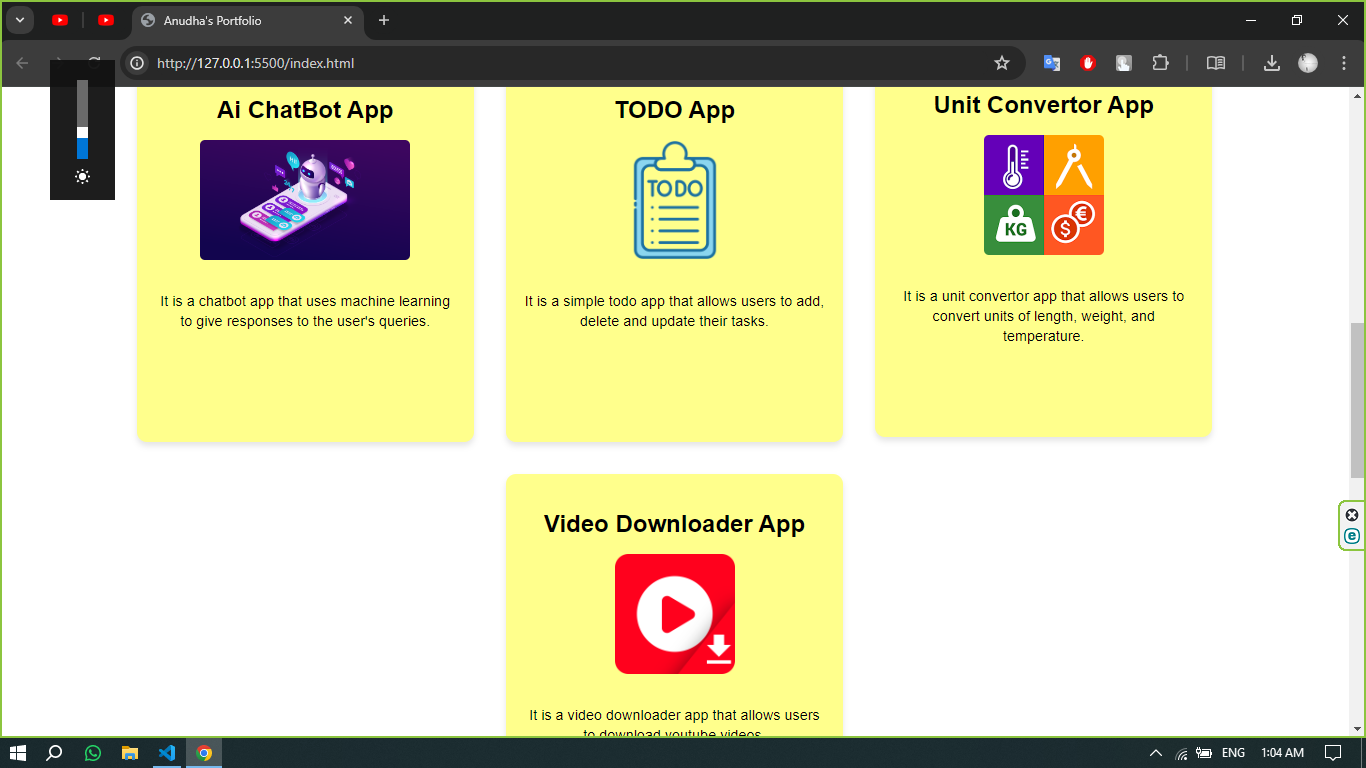 Anudha's Portfolio
http://127.0.0.1:5500/index.html
Ai ChatBot App
It is a chatbot app that uses machine learning
to give responses to the user's queries.
TODO App
TODO
It is a simple todo app that allows users to add,
delete and update their tasks.
Unit Convertor App
KG
$
€
It is a unit convertor app that allows users to
convert units of length, weight, and
temperature.
Video Downloader App
It is a video downloader app that allows users
to download youtube videos.
ENG
1:04 AM